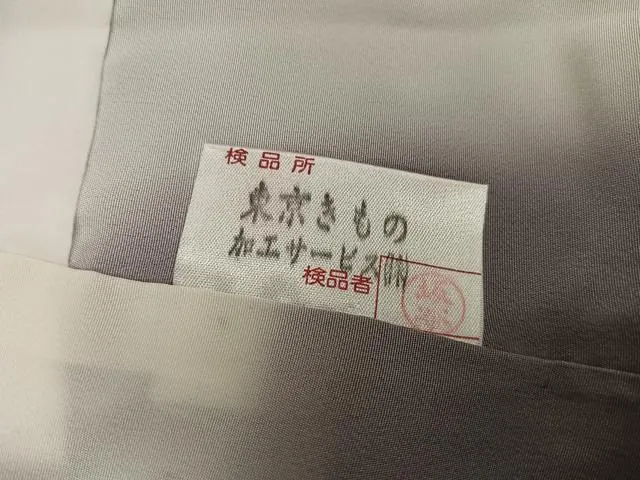 検品所
東京きもの
加工サービス㈱
検品者